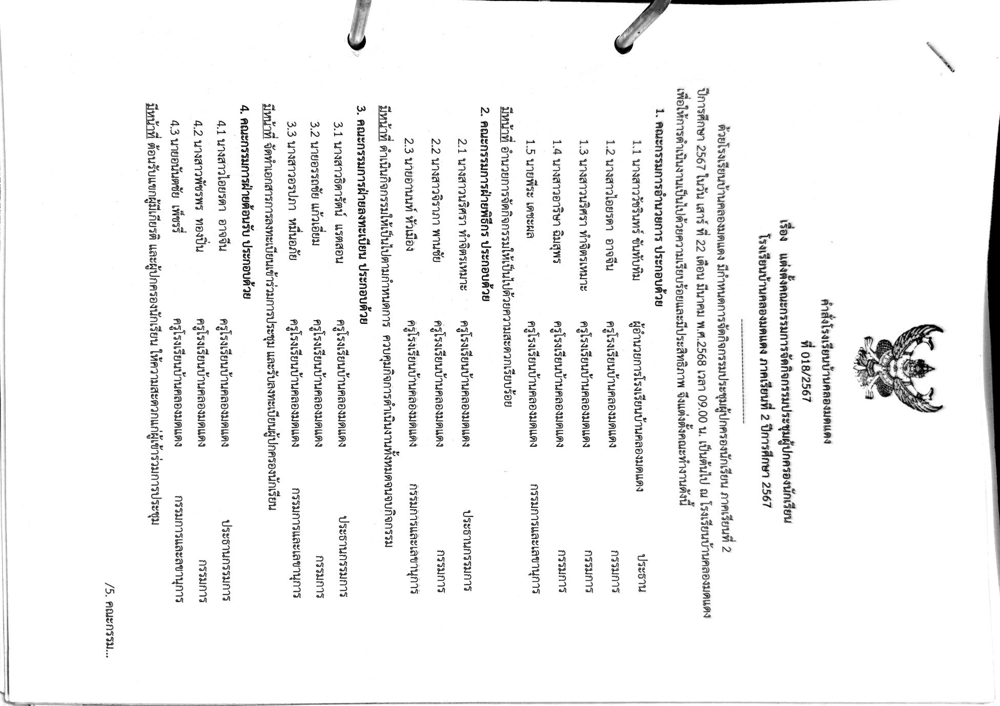 คำสั่งโรงเรียนบ้านคลองมดแดง
ที่ 018/2567
เรื่อง แต่งตั้งคณะกรรมการจัดกิจกรรมประชุมผู้ปกครองนักเรียน
โรงเรียนบ้านคลองมดแดง ภาคเรียนที่ 2 ปีการศึกษา 2567
--------------------------------
ด้วยโรงเรียนบ้านคลองมดแดง มีกำหนดการจัดกิจกรรมประชุมผู้ปกครองนักเรียน ภาคเรียนที่ 2
ปีการศึกษา 2567 ในวัน เสาร์ ที่ 22 เดือน มีนาคม พ.ศ.2568 เวลา 09.00 น. เป็นต้นไป ณ โรงเรียนบ้านคลองมดแดง
เพื่อให้การดำเนินงานเป็นไปด้วยความเรียบร้อยและมีประสิทธิภาพ จึงแต่งตั้งคณะทำงานดังนี้
1. คณะกรรมการอำนวยการ ประกอบด้วย
1.1 นางสาววัชรินทร์ ขันทับทิม ผู้อำนวยการโรงเรียนบ้านคลองมดแดง ประธาน
1.2 นางสาวไอยรดา อาจจีน ครูโรงเรียนบ้านคลองมดแดง กรรมการ
1.3 นางสาวนริศรา ทำจิตรเหมาะ ครูโรงเรียนบ้านคลองมดแดง กรรมการ
1.4 นางสาวอาริษา ฉิมสุพร ครูโรงเรียนบ้านคลองมดแดง กรรมการ
1.5 นายพีระ เดชะผล ครูโรงเรียนบ้านคลองมดแดง กรรมการและเลขานุการ
มีหน้าที่ อำนวยการจัดกิจกรรมให้เป็นไปด้วยความสะดวกเรียบร้อย
2. คณะกรรมการฝ่ายพิธีกร ประกอบด้วย
2.1 นางสาวนริศรา ทำจิตรเหมาะ ครูโรงเรียนบ้านคลองมดแดง ประธานกรรมการ
2.2 นางสาวจิราภา พานชัย ครูโรงเรียนบ้านคลองมดแดง กรรมการ
2.3 นายอานนท์ หัวเมือง ครูโรงเรียนบ้านคลองมดแดง กรรมการและเลขานุการ
มีหน้าที่ ดำเนินกิจกรรมให้เป็นไปตามกำหนดการ ควบคุมกิจการดำเนินงานทั้งหมดจนจบกิจกรรม
3. คณะกรรมการฝ่ายลงทะเบียน ประกอบด้วย
3.1 นางสาวธิดารัตน์ แรตสอน ครูโรงเรียนบ้านคลองมดแดง ประธานกรรมการ
3.2 นายอรรถชัย แก้วเอี่ยม ครูโรงเรียนบ้านคลองมดแดง กรรมการ
3.3 นางสาวอรปภา หมื่นอภัย ครูโรงเรียนบ้านคลองมดแดง กรรมการและเลขานุการ
มีหน้าที่ จัดทำเอกสารการลงทะเบียนเข้าร่วมการประชุม และรับลงทะเบียนผู้ปกครองนักเรียน
4. คณะกรรมการฝ่ายต้อนรับ ประกอบด้วย
4.1 นางสาวไอยรดา อาจจีน ครูโรงเรียนบ้านคลองมดแดง ประธานกรรมการ
4.2 นางสาวพัชรพร ทองปิ่น ครูโรงเรียนบ้านคลองมดแดง กรรมการ
4.3 นายอนันตชัย เพ็ชรรี่ ครูโรงเรียนบ้านคลองมดแดง กรรมการและเลขานุการ
มีหน้าที่ ต้อนรับแขกผู้มีเกียรติ และผู้ปกครองนักเรียน ให้ความสะดวกแก่ผู้เข้าร่วมการประชุม
/5. คณะกรรม...